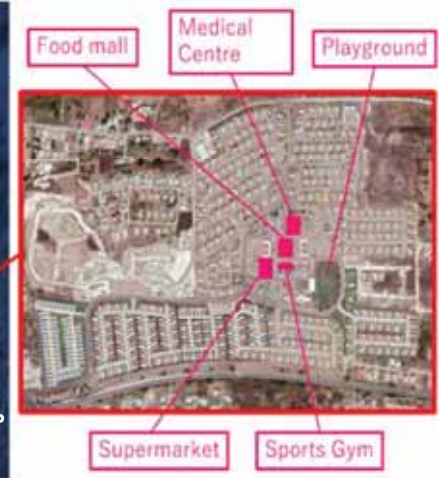 Food mall
Medical
Centre
Playground
Supermarket
Sports Gym